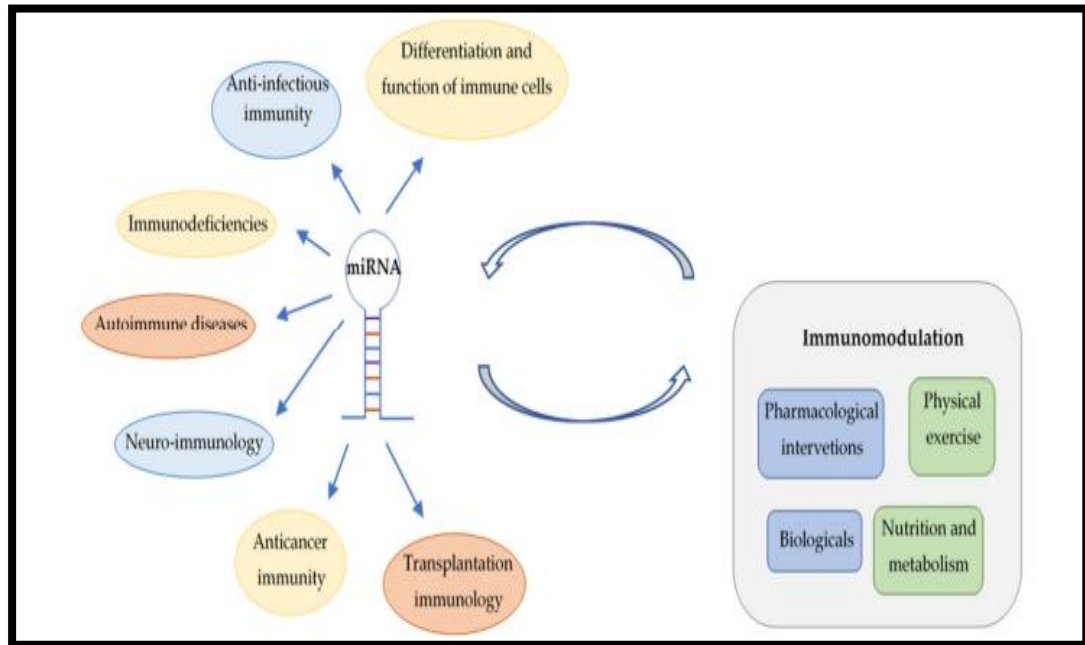 Differentiation and
function of immune cells
Anti-infectious
immunity
Immunodeficiencies
miRNA
Autoimmune diseases
Neuro-immunology
Anticancer
immunity
Transplantation
immunology
Immunomodulation
Pharmacological
intervetions
Physical
exercise
Biologicals
Nutrition and
metabolism